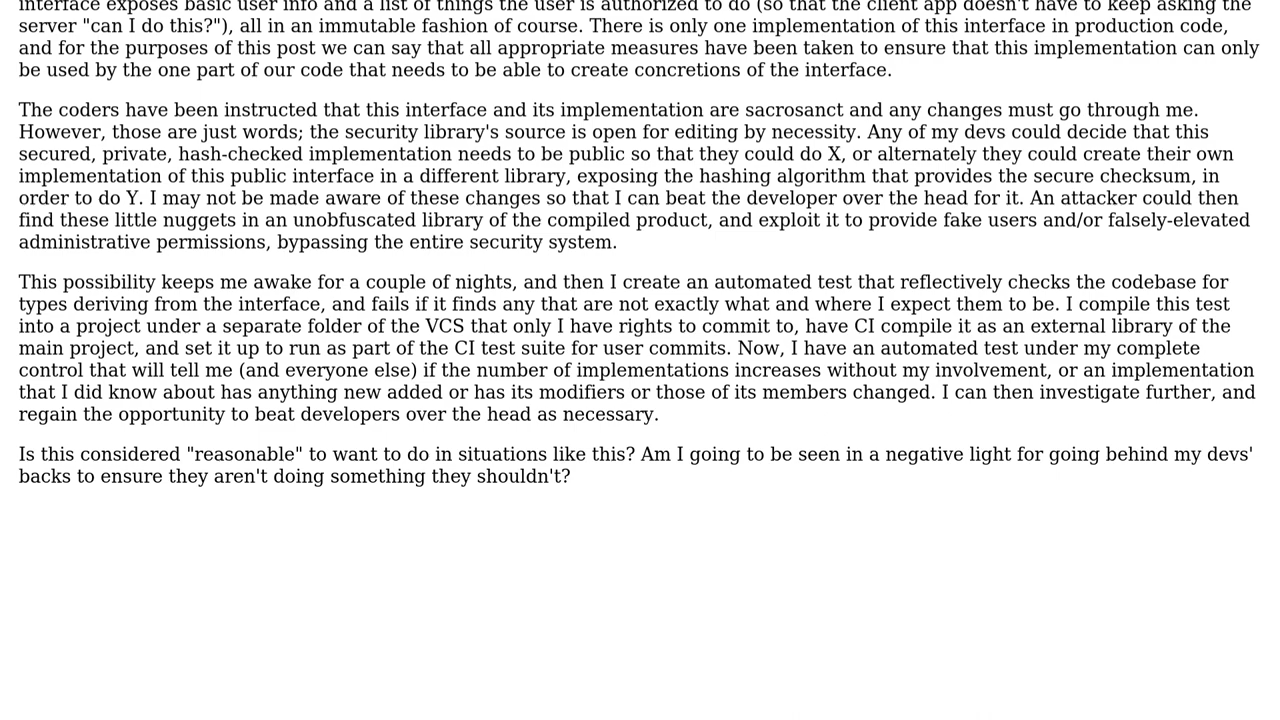 interface exposes basic user info and a list of things the user is authorized to do (so that the client app doesn't have to keep asking the
server "can I do this?"), all in an immutable fashion of course. There is only one implementation of this interface in production code,
and for the purposes of this post we can say that all appropriate measures have been taken to ensure that this implementation can only
be used by the one part of our code that needs to be able to create concretions of the interface.
The coders have been instructed that this interface and its implementation are sacrosanct and any changes must go through me.
However, those are just words; the security library's source is open for editing by necessity. Any of my devs could decide that this
secured, private, hash-checked implementation needs to be public so that they could do X, or alternately they could create their own
implementation of this public interface in a different library, exposing the hashing algorithm that provides the secure checksum, in
order to do Y. I may not be made aware of these changes so that I can beat the developer over the head for it. An attacker could then
find these little nuggets in an unobfuscated library of the compiled product, and exploit it to provide fake users and/or falsely-elevated
administrative permissions, bypassing the entire security system.
This possibility keeps me awake for a couple of nights, and then I create an automated test that reflectively checks the codebase for
types deriving from the interface, and fails if it finds any that are not exactly what and where I expect them to be. I compile this test
into a project under a separate folder of the VCS that only I have rights to commit to, have CI compile it as an external library of the
main project, and set it up to run as part of the CI test suite for user commits. Now, I have an automated test under my complete
control that will tell me (and everyone else) if the number of implementations increases without my involvement, or an implementation
that I did know about has anything new added or has its modifiers or those of its members changed. I can then investigate further, and
regain the opportunity to beat developers over the head as necessary.
Is this considered "reasonable" to want to do in situations like this? Am I going to be seen in a negative light for going behind my devs'
backs to ensure they aren't doing something they shouldn't?